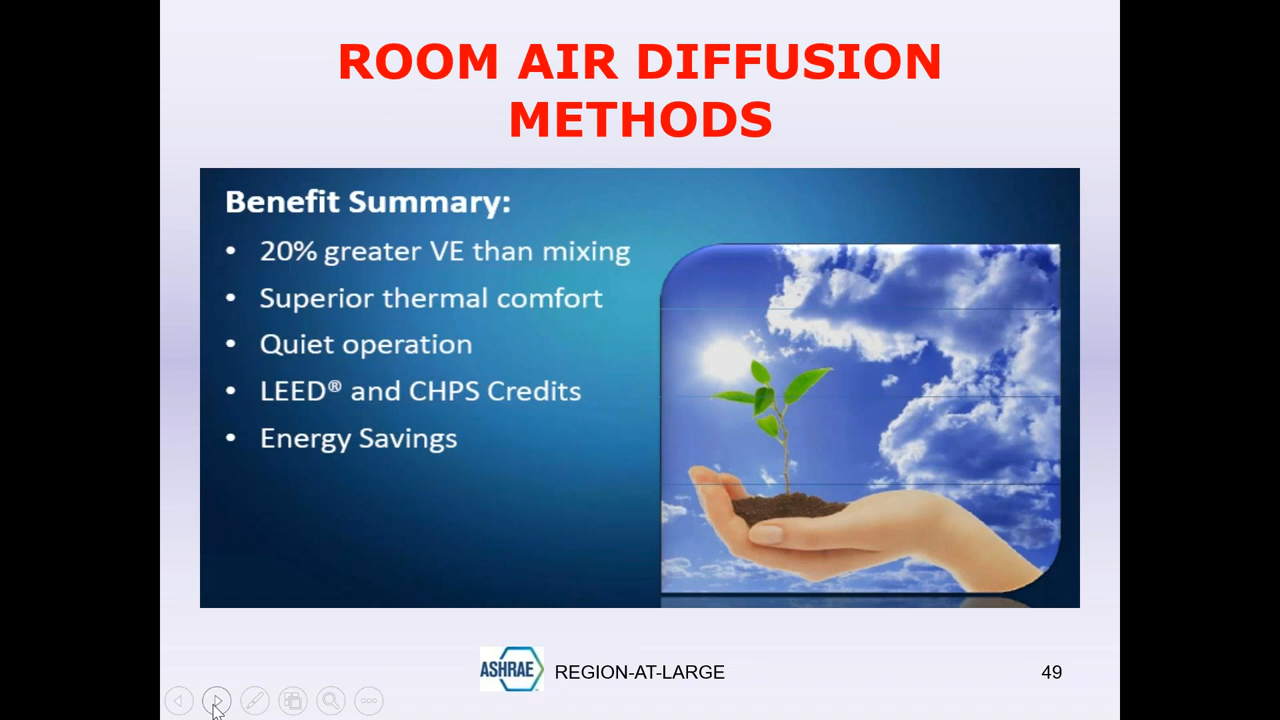 ROOM AIR DIFFUSION
METHODS
Benefit Summary:
• 20% greater VE than mixing
• Superior thermal comfort
• Quiet operation
• LEED® and CHPS Credits
• Energy Savings
ASHRAE REGION-AT-LARGE 49